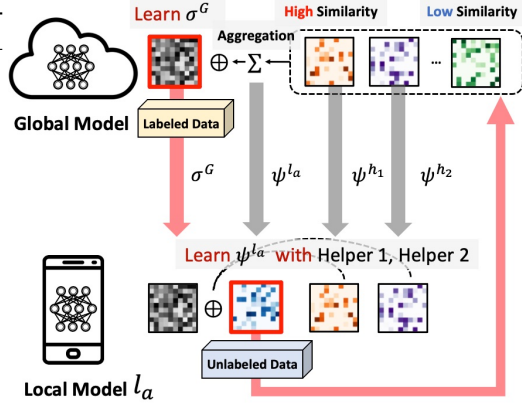 Learn σ^G
High Similarity
Low Similarity
Aggregation
⊕ ← Σ ←
...
Global Model
Labeled Data
σ^G
ψ^{l_a}
ψ^{h_1}
ψ^{h_2}
Learn ψ^{l_a} with Helper 1, Helper 2
⊕
Unlabeled Data
Local Model l_a